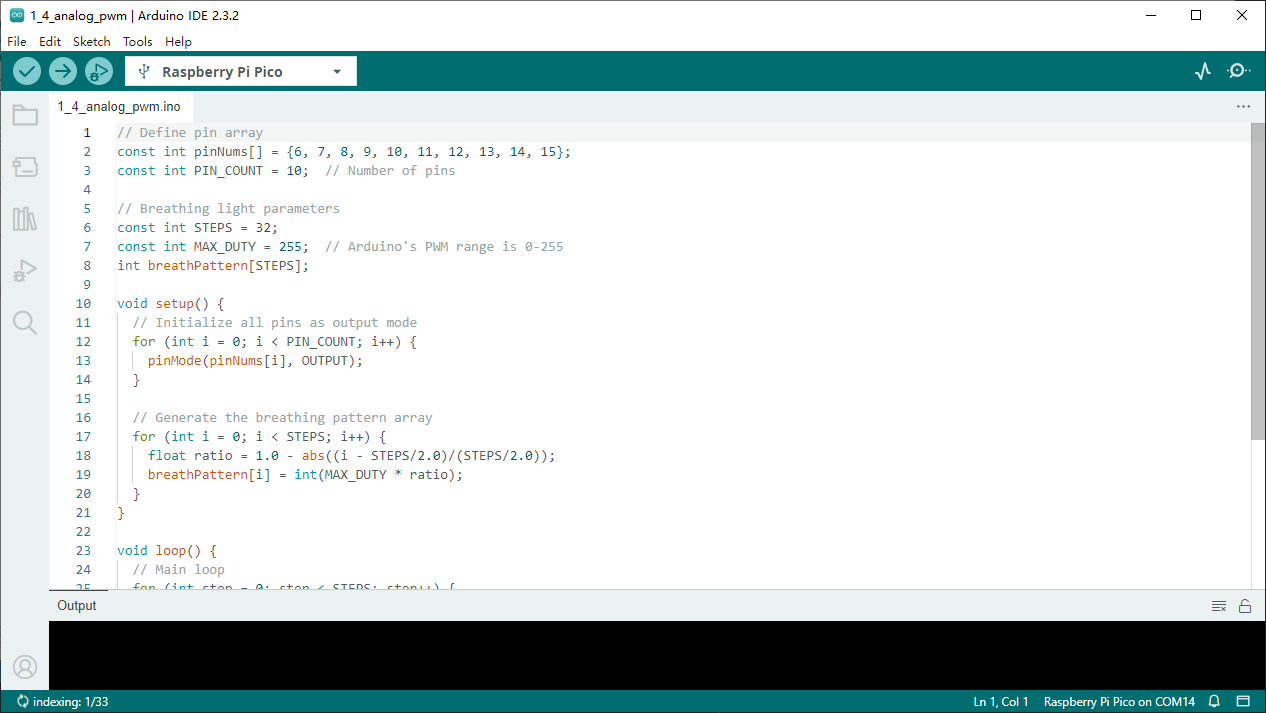 1_4_analog_pwm | Arduino IDE 2.3.2
File Edit Sketch Tools Help
Raspberry Pi Pico
1_4_analog_pwm.ino
1 // Define pin array
2 const int pinNums[] = {6, 7, 8, 9, 10, 11, 12, 13, 14, 15};
3 const int PIN_COUNT = 10;  // Number of pins
4
5 // Breathing light parameters
6 const int STEPS = 32;
7 const int MAX_DUTY = 255;  // Arduino's PWM range is 0-255
8 int breathPattern[STEPS];
9
10 void setup() {
11   // Initialize all pins as output mode
12   for (int i = 0; i < PIN_COUNT; i++) {
13     pinMode(pinNums[i], OUTPUT);
14   }
15
16   // Generate the breathing pattern array
17   for (int i = 0; i < STEPS; i++) {
18     float ratio = 1.0 - abs((i - STEPS/2.0)/(STEPS/2.0));
19     breathPattern[i] = int(MAX_DUTY * ratio);
20   }
21 }
22
23 void loop() {
24   // Main loop
25   for (int step = 0; step < STEPS; step++) {
Output
indexing: 1/33 Ln 1, Col 1 Raspberry Pi Pico on COM14